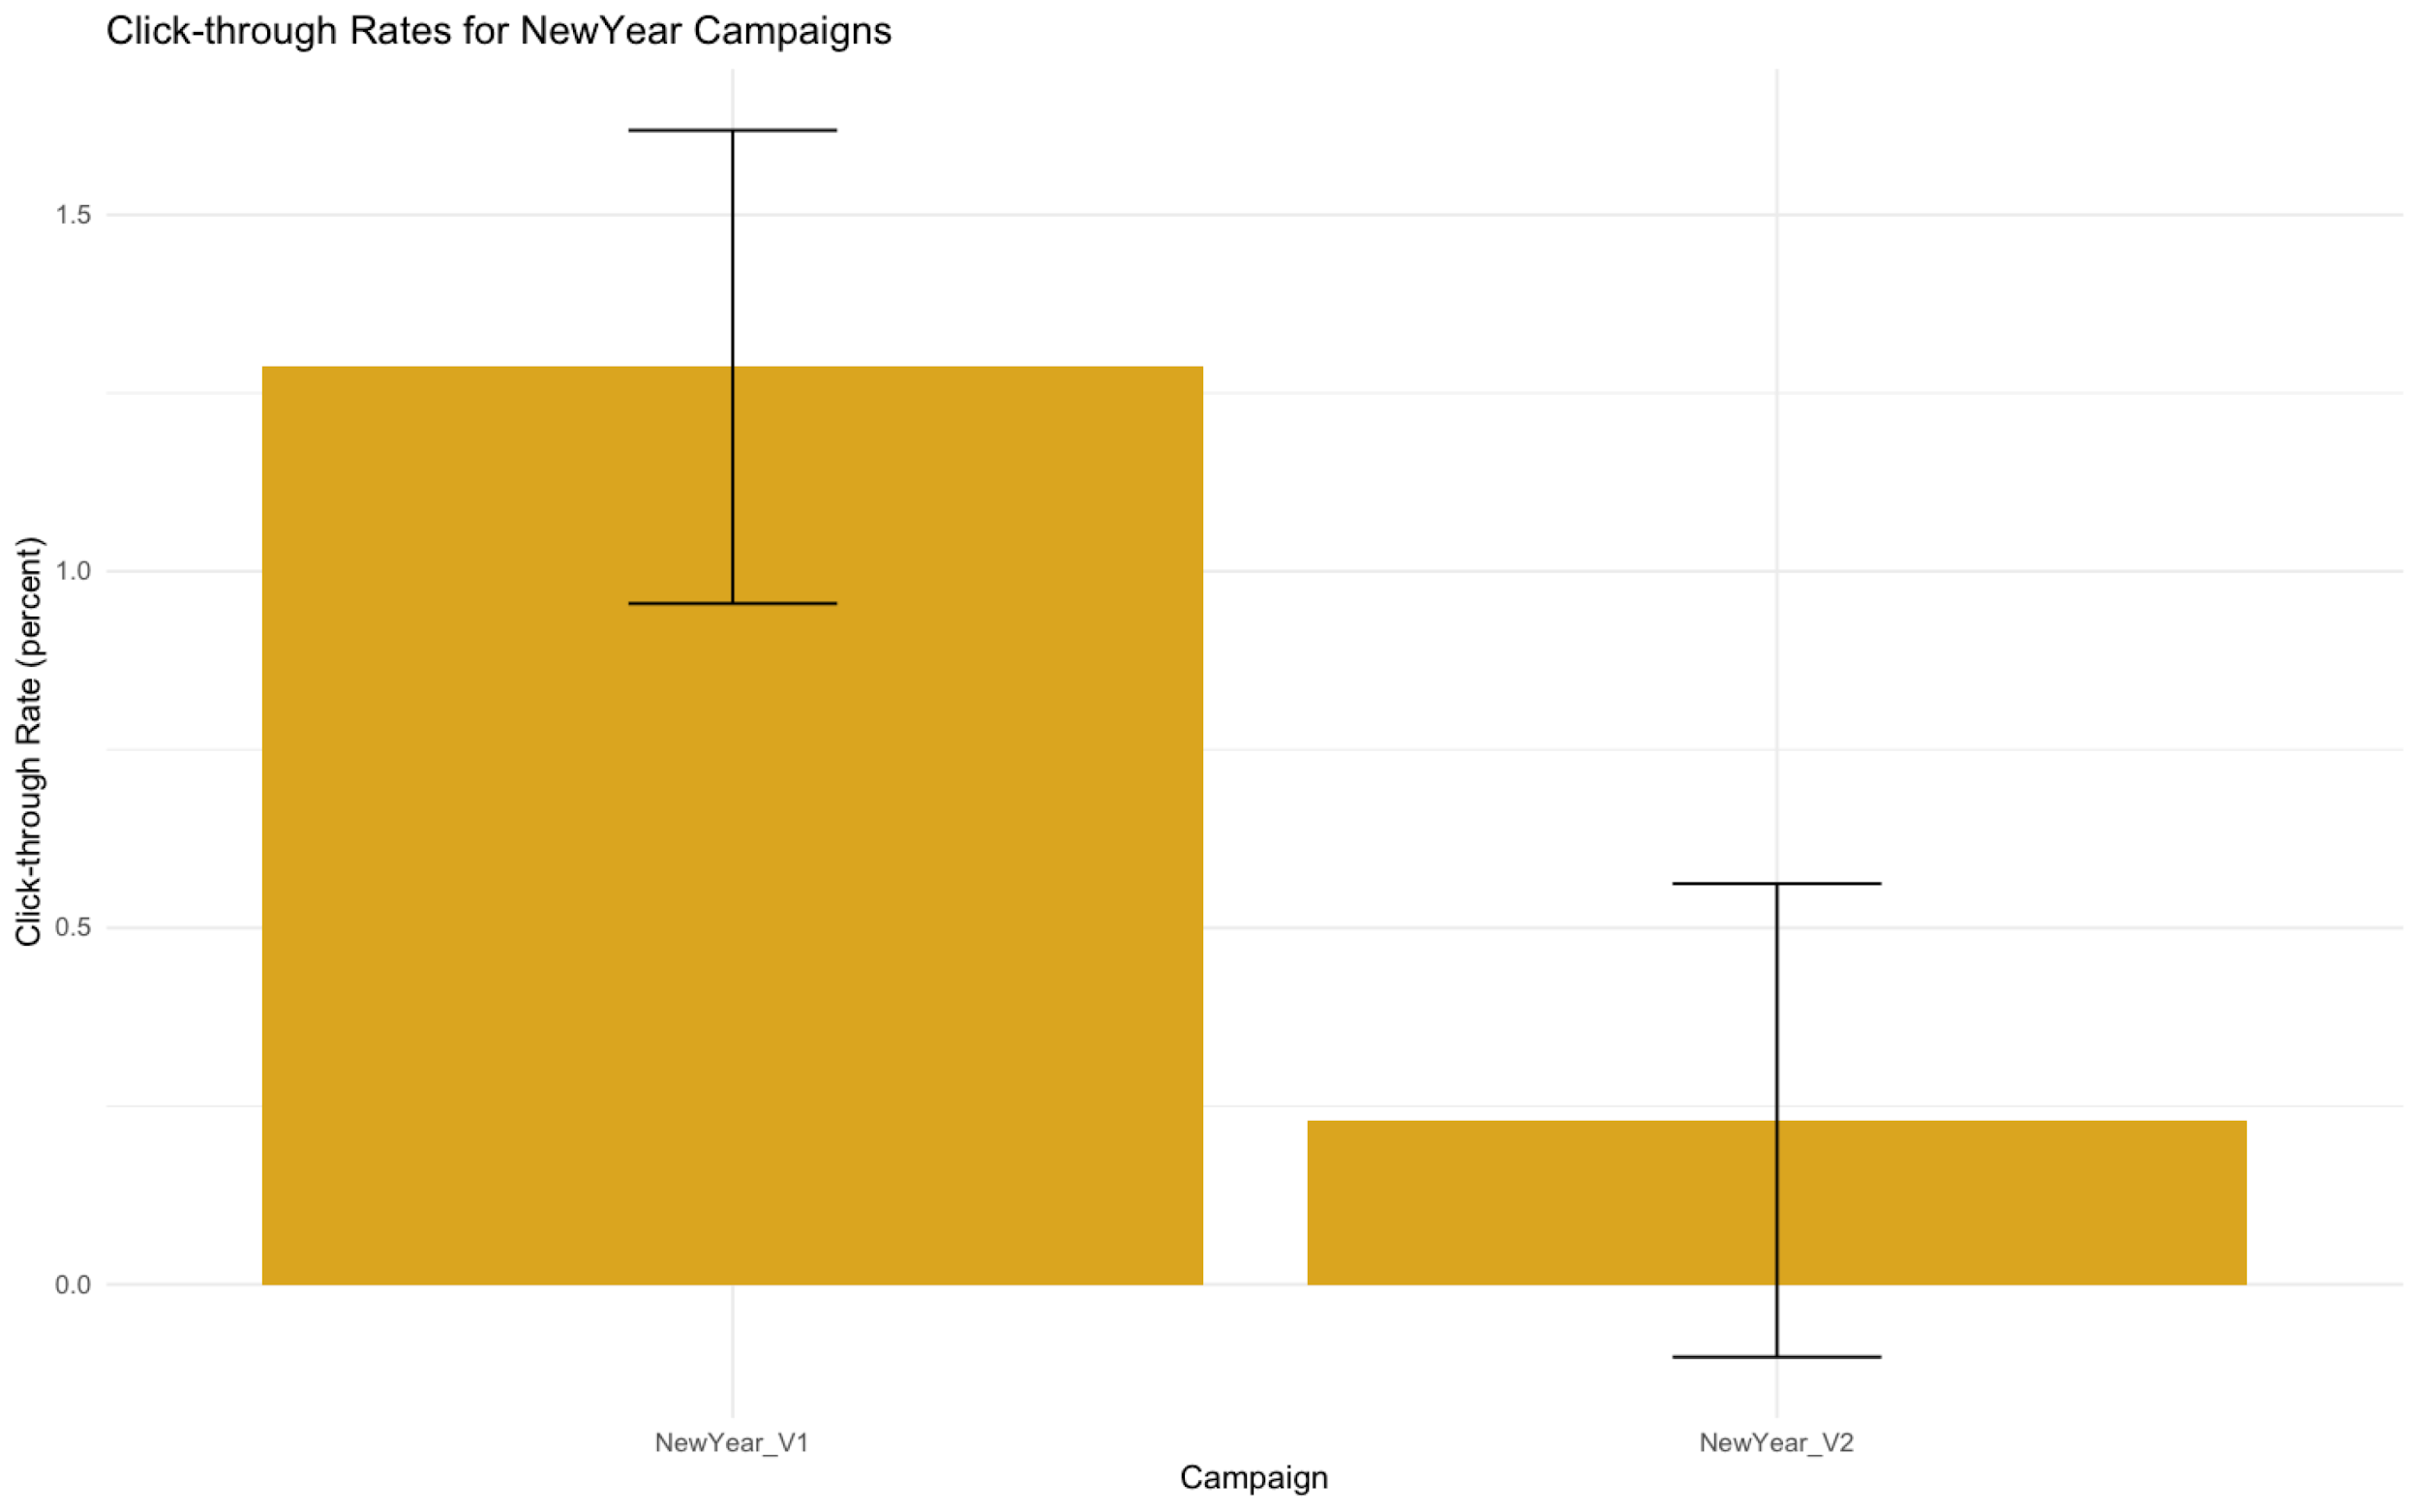 Click-through Rates for NewYear Campaigns
Click-through Rate (percent)
1.5
1.0
0.5
0.0
NewYear_V1
NewYear_V2
Campaign